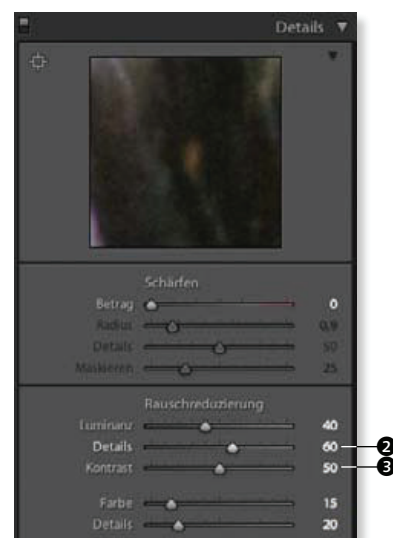 Details
Schärfen
Betrag 0
Radius 0,9
Details 50
Maskieren 25
Rauschreduzierung
Luminanz 40
Details 60 2
Kontrast 50 3
Farbe 15
Details 20